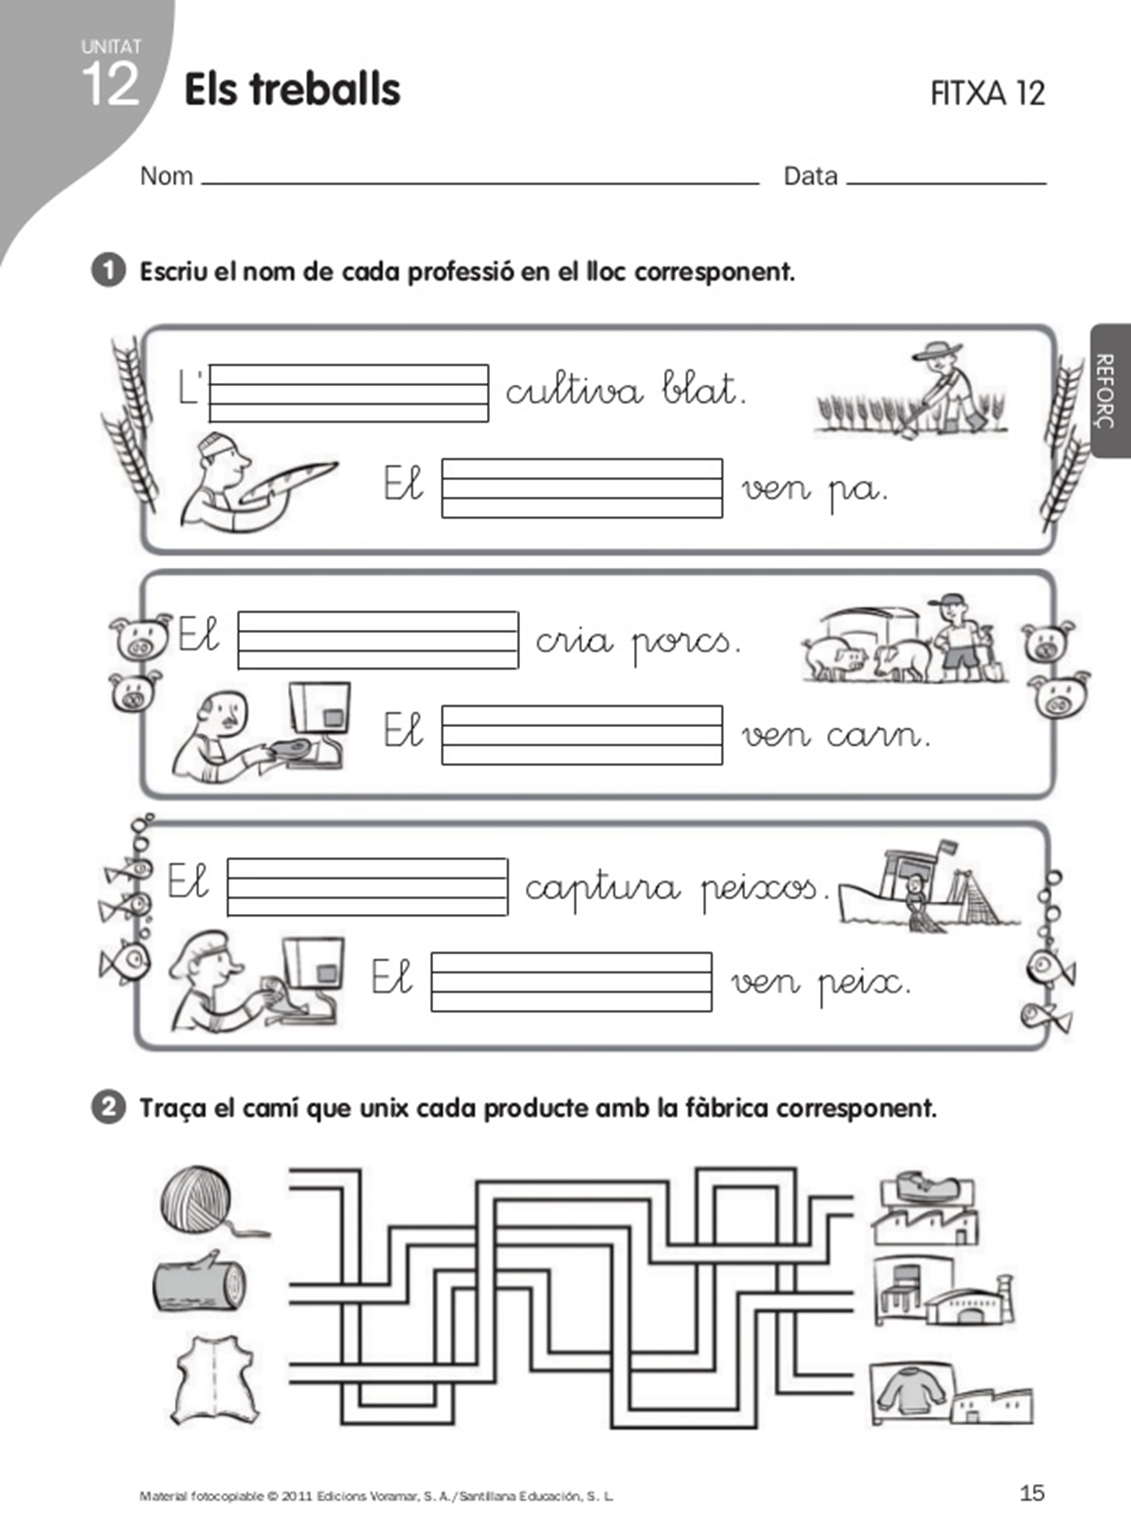 UNITAT
12
Els treballs
FITXA 12
Nom
Data
1 Escriu el nom de cada professió en el lloc corresponent.
REFORÇ
L' cultiva blat.
El ven pa.
El cria porcs.
El ven carn.
El captura peixos.
El ven peix.
2 Traça el camí que unix cada producte amb la fàbrica corresponent.
Material fotocopiable © 2011 Edicions Voramar, S. A./Santillana Educación, S. L.
15